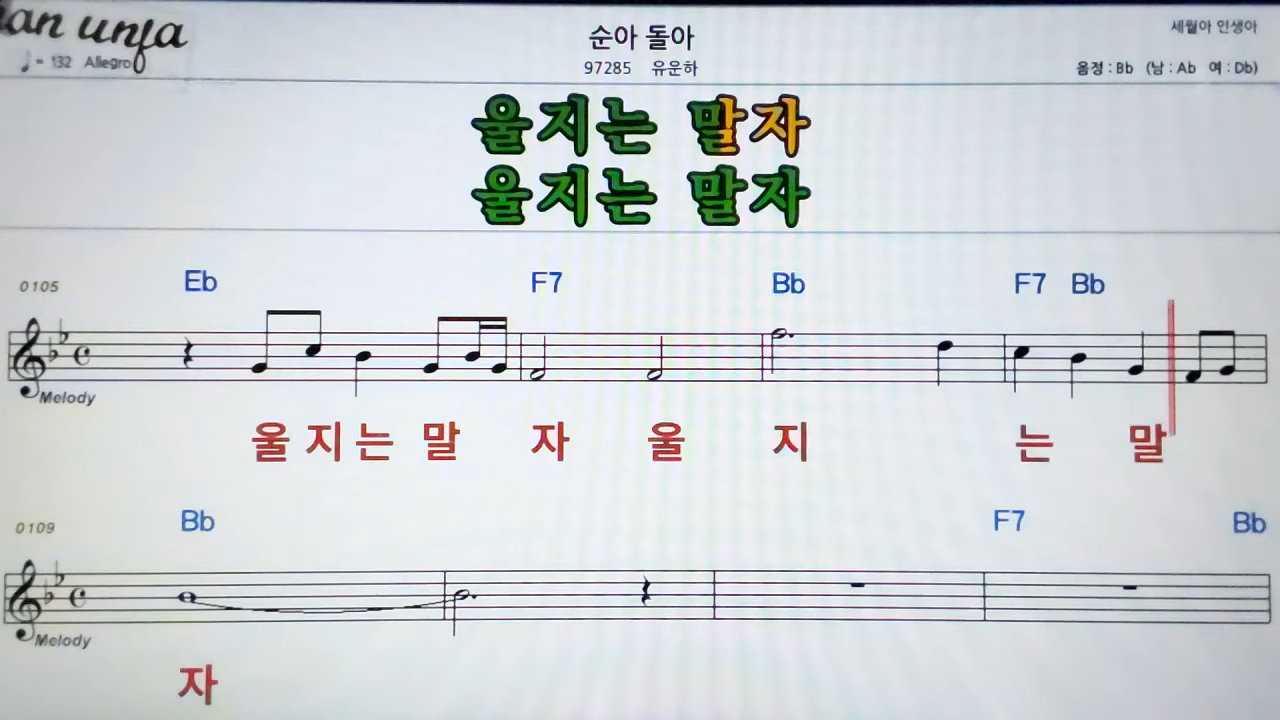 an unja
순아 돌아
세월아 인생아
♩= 132 Allegro
97285 유운하
음정 : Bb (남 : Ab 여 : Db)
울지는 말자
울지는 말자
0105 Eb F7 Bb F7 Bb
Melody
울 지 는 말 자 울 지 는 말
0109 Bb F7 Bb
Melody
자